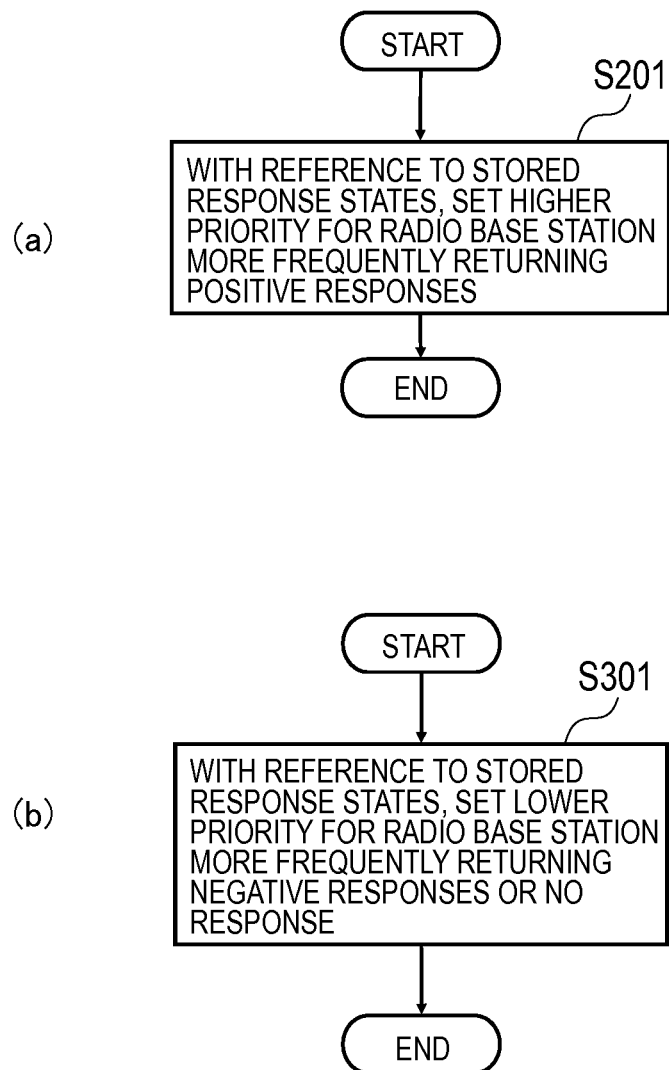 START
S201
(a)
WITH REFERENCE TO STORED
RESPONSE STATES, SET HIGHER
PRIORITY FOR RADIO BASE STATION
MORE FREQUENTLY RETURNING
POSITIVE RESPONSES
END
START
S301
(b)
WITH REFERENCE TO STORED
RESPONSE STATES, SET LOWER
PRIORITY FOR RADIO BASE STATION
MORE FREQUENTLY RETURNING
NEGATIVE RESPONSES OR NO
RESPONSE
END